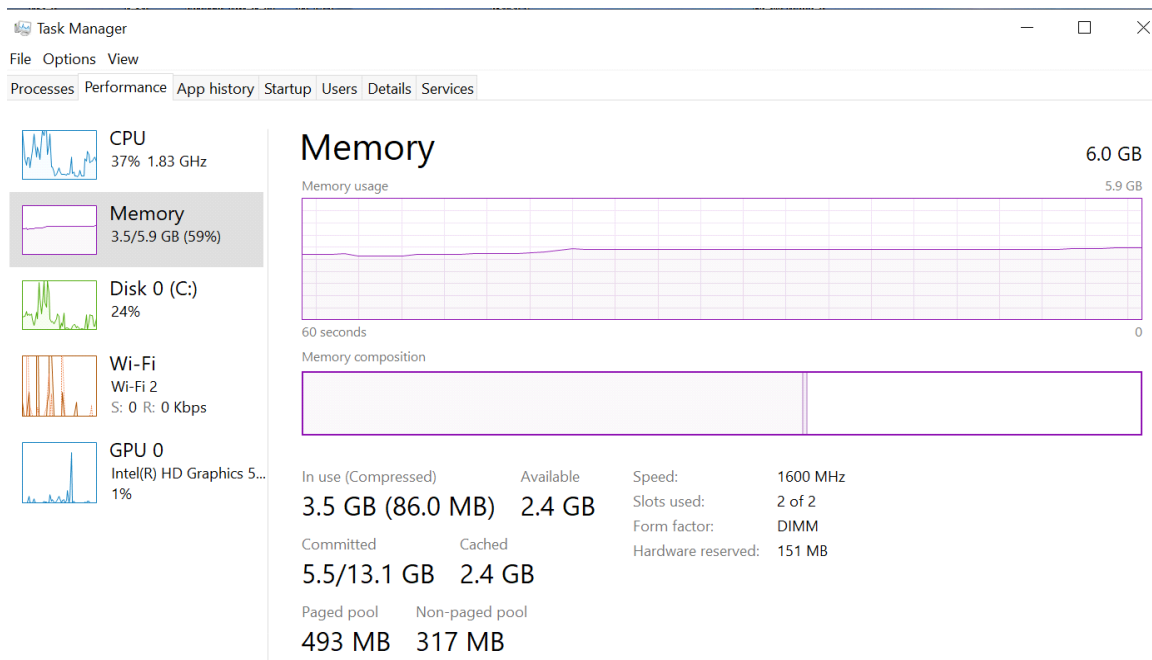 Task Manager
File Options View
Processes Performance App history Startup Users Details Services
CPU
37% 1.83 GHz
Memory
3.5/5.9 GB (59%)
Disk 0 (C:)
24%
Wi-Fi
Wi-Fi 2
S: 0 R: 0 Kbps
GPU 0
Intel(R) HD Graphics 5...
1%
Memory 6.0 GB
Memory usage 5.9 GB
60 seconds 0
Memory composition
In use (Compressed) Available
3.5 GB (86.0 MB) 2.4 GB
Committed Cached
5.5/13.1 GB 2.4 GB
Paged pool Non-paged pool
493 MB 317 MB
Speed: 1600 MHz
Slots used: 2 of 2
Form factor: DIMM
Hardware reserved: 151 MB